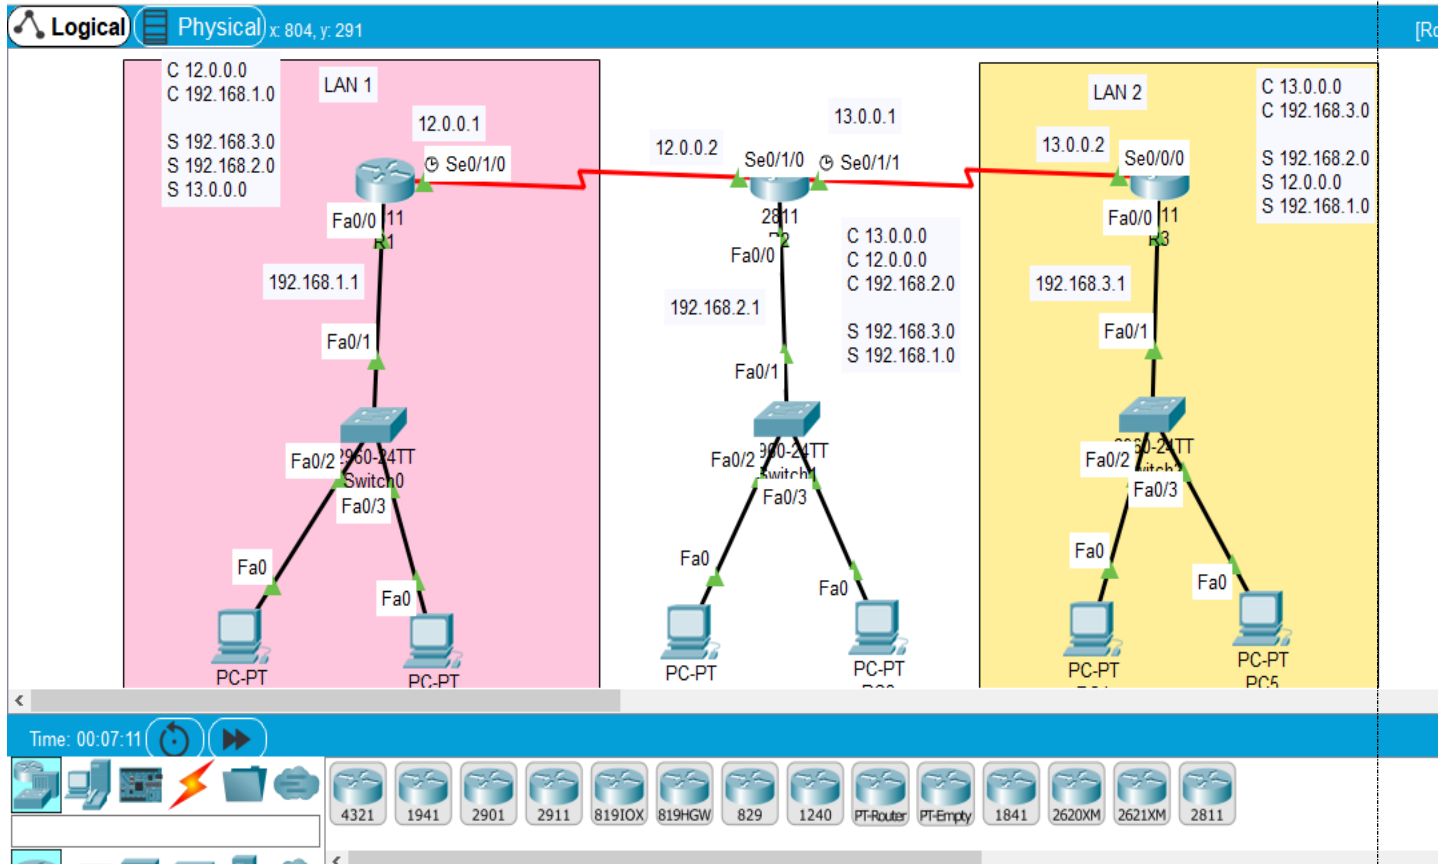 Logical
Physical
x: 804, y: 291
C 12.0.0.0
C 192.168.1.0
S 192.168.3.0
S 192.168.2.0
S 13.0.0.0
LAN 1
12.0.0.1
Se0/1/0
Fa0/0
11
R1
192.168.1.1
Fa0/1
Fa0/2
2960-24TT
Switch0
Fa0/3
Fa0
Fa0
PC-PT
PC-PT
12.0.0.2
13.0.0.1
Se0/1/0
Se0/1/1
2811
Fa0/0
C 13.0.0.0
C 12.0.0.0
C 192.168.2.0
S 192.168.3.0
S 192.168.1.0
192.168.2.1
Fa0/1
Fa0/2
Fa0/3
Fa0
Fa0
PC-PT
PC-PT
LAN 2
C 13.0.0.0
C 192.168.3.0
S 192.168.2.0
S 12.0.0.0
S 192.168.1.0
13.0.0.2
Se0/0/0
Fa0/0
11
R3
192.168.3.1
Fa0/1
Fa0/2
Fa0/3
Fa0
Fa0
PC-PT
PC-PT
PC5
Time: 00:07:11
4321
1941
2901
2911
819IOX
819HGW
829
1240
PT-Router
PT-Empty
1841
2620XM
2621XM
2811